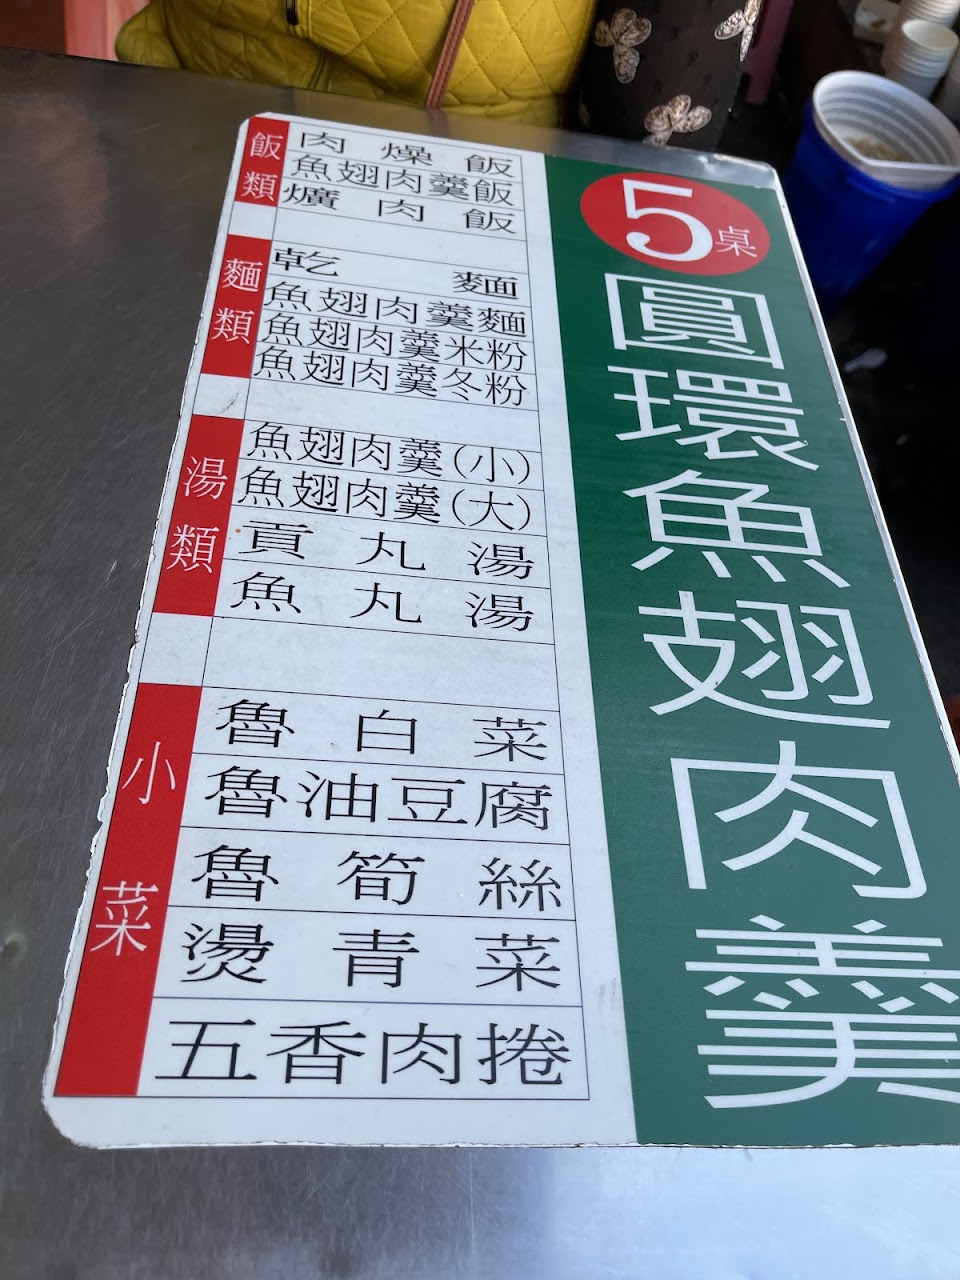 5桌
圓環魚翅肉羹
飯類
肉燥飯
魚翅肉羹飯
爌肉飯
麵類
乾麵
魚翅肉羹麵
魚翅肉羹米粉
魚翅肉羹冬粉
湯類
魚翅肉羹(小)
魚翅肉羹(大)
貢丸湯
魚丸湯
小菜
魯白菜
魯油豆腐
魯筍絲
燙青菜
五香肉捲